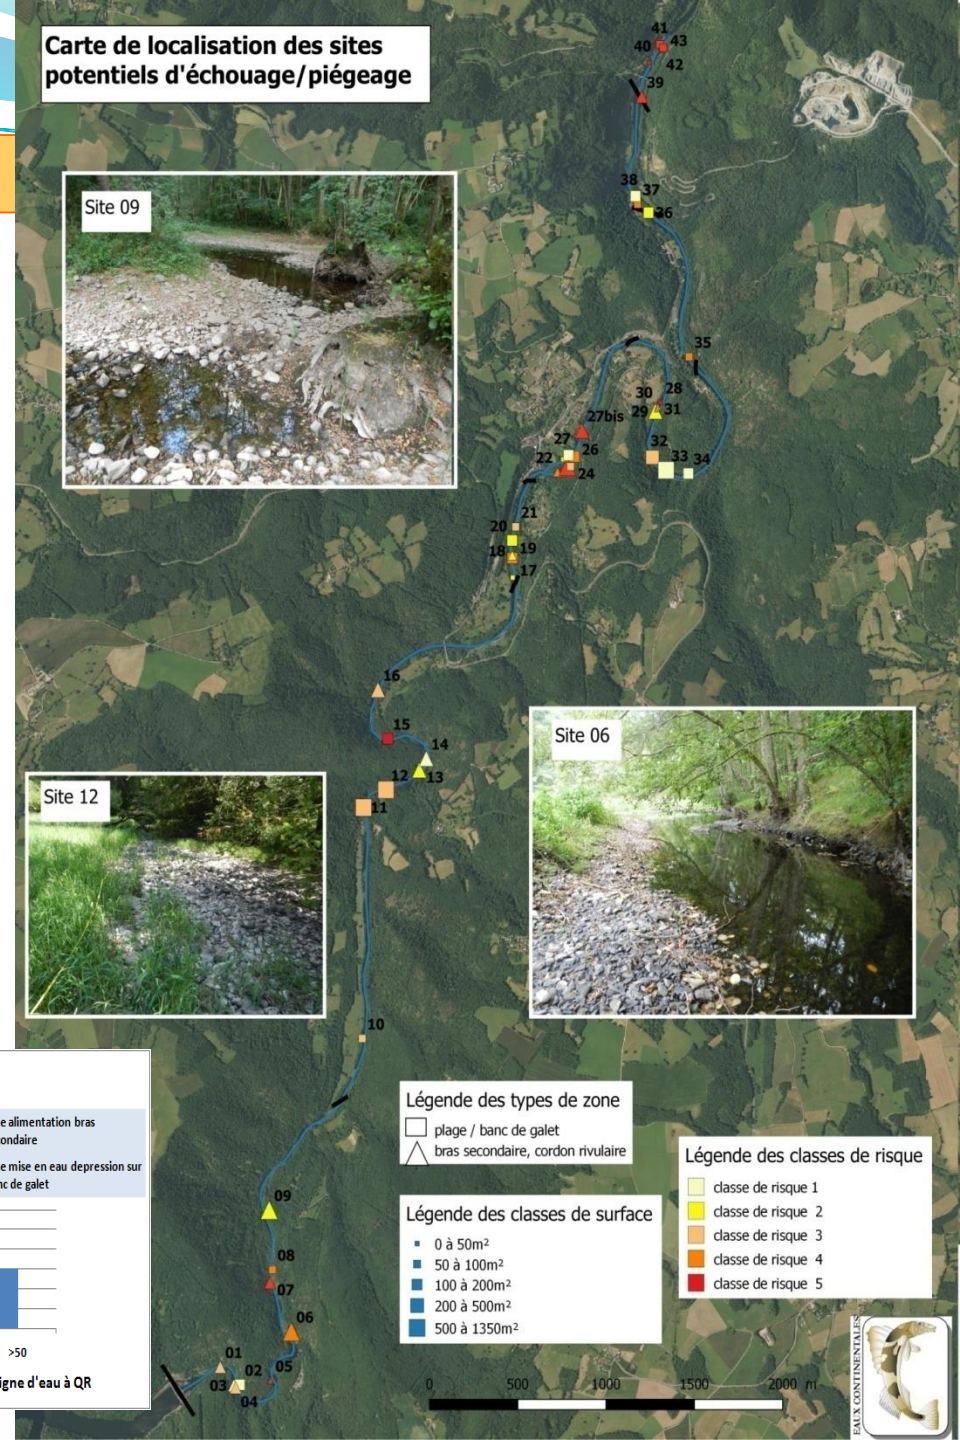 Carte de localisation des sites
potentiels d'échouage/piégeage
41
40
43
42
39
Site 09
38
37
36
35
30
28
29
31
27bis
27
26
22
24
32
33
34
21
20
19
18
17
16
15
14
13
12
11
Site 06
Site 12
10
e alimentation bras
condaire
e mise en eau depression sur
nc de galet
>50
igne d'eau à QR
09
08
07
06
05
01
02
03
04
Légende des types de zone
plage / banc de galet
bras secondaire, cordon rivulaire
Légende des classes de surface
0 à 50m²
50 à 100m²
100 à 200m²
200 à 500m²
500 à 1350m²
Légende des classes de risque
classe de risque 1
classe de risque 2
classe de risque 3
classe de risque 4
classe de risque 5
0 500 1000 1500 2000 m
EAUX CONTINENTALES